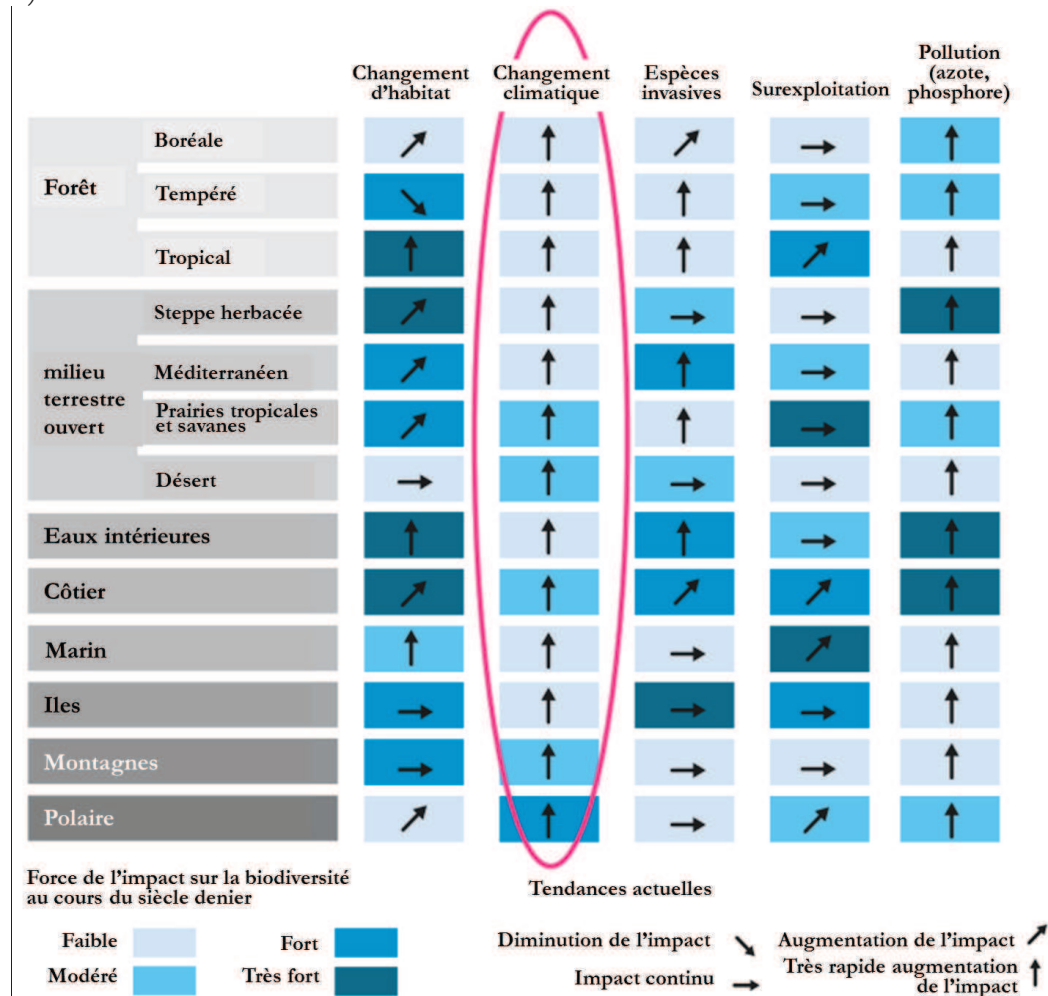 Changement
d'habitat
Changement
climatique
Espèces
invasives
Surexploitation
Pollution
(azote,
phosphore)
Forêt
Boréale
Tempéré
Tropical
milieu
terrestre
ouvert
Steppe herbacée
Méditerranéen
Prairies tropicales
et savanes
Désert
Eaux intérieures
Côtier
Marin
Iles
Montagnes
Polaire
Force de l'impact sur la biodiversité
au cours du siècle denier
Faible
Modéré
Fort
Très fort
Tendances actuelles
Diminution de l'impact
Impact continu
Augmentation de l'impact
Très rapide augmentation
de l'impact